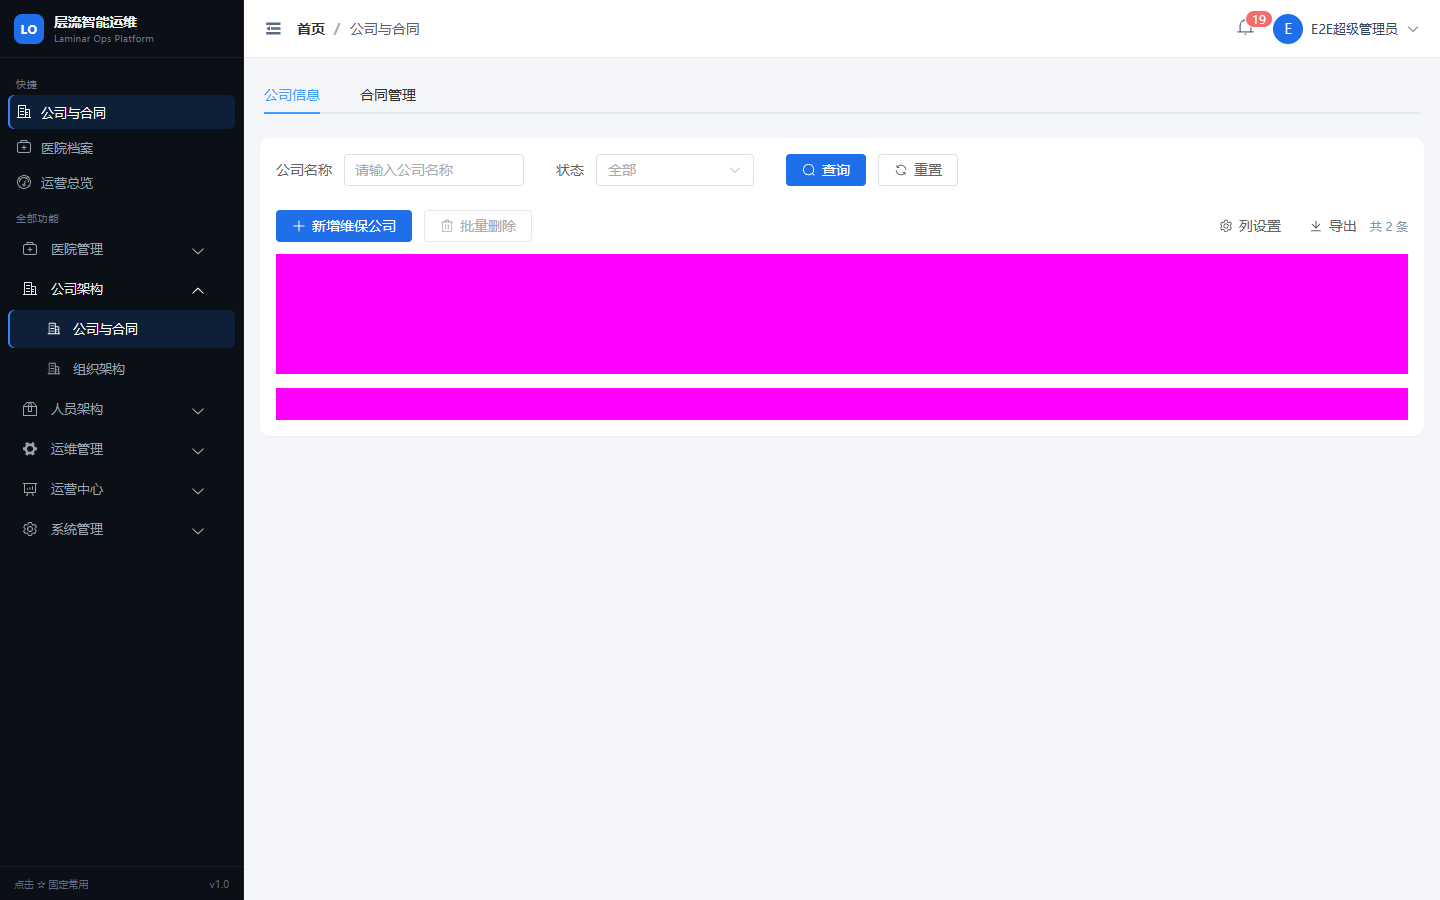 LO 层流智能运维
Laminar Ops Platform
快捷
公司与合同
医院档案
运营总览
全部功能
医院管理
公司架构
公司与合同
组织架构
人员架构
运维管理
运营中心
系统管理
点击 ☆ 固定常用 v1.0
首页 / 公司与合同 19 E E2E超级管理员
公司信息 合同管理
公司名称 请输入公司名称 状态 全部 查询 重置
新增维保公司 批量删除 列设置 导出 共 2 条